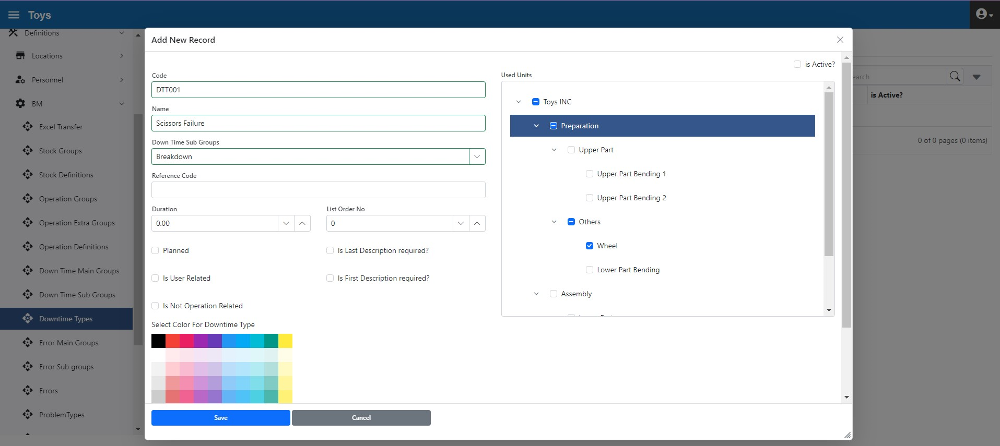 Toys
Definitions
Locations
Personnel
BM
Excel Transfer
Stock Groups
Stock Definitions
Operation Groups
Operation Extra Groups
Operation Definitions
Down Time Main Groups
Down Time Sub Groups
Downtime Types
Error Main Groups
Error Sub groups
Errors
ProblemTypes
Add New Record
is Active?
Code
DTT001
Name
Scissors Failure
Down Time Sub Groups
Breakdown
Reference Code
Duration
List Order No
0.00
0
Planned
Is Last Description required?
Is User Related
Is First Description required?
Is Not Operation Related
Select Color For Downtime Type
Used Units
Toys INC
Preparation
Upper Part
Upper Part Bending 1
Upper Part Bending 2
Others
Wheel
Lower Part Bending
Assembly
Save
Cancel
earch
is Active?
0 of 0 pages (0 items)